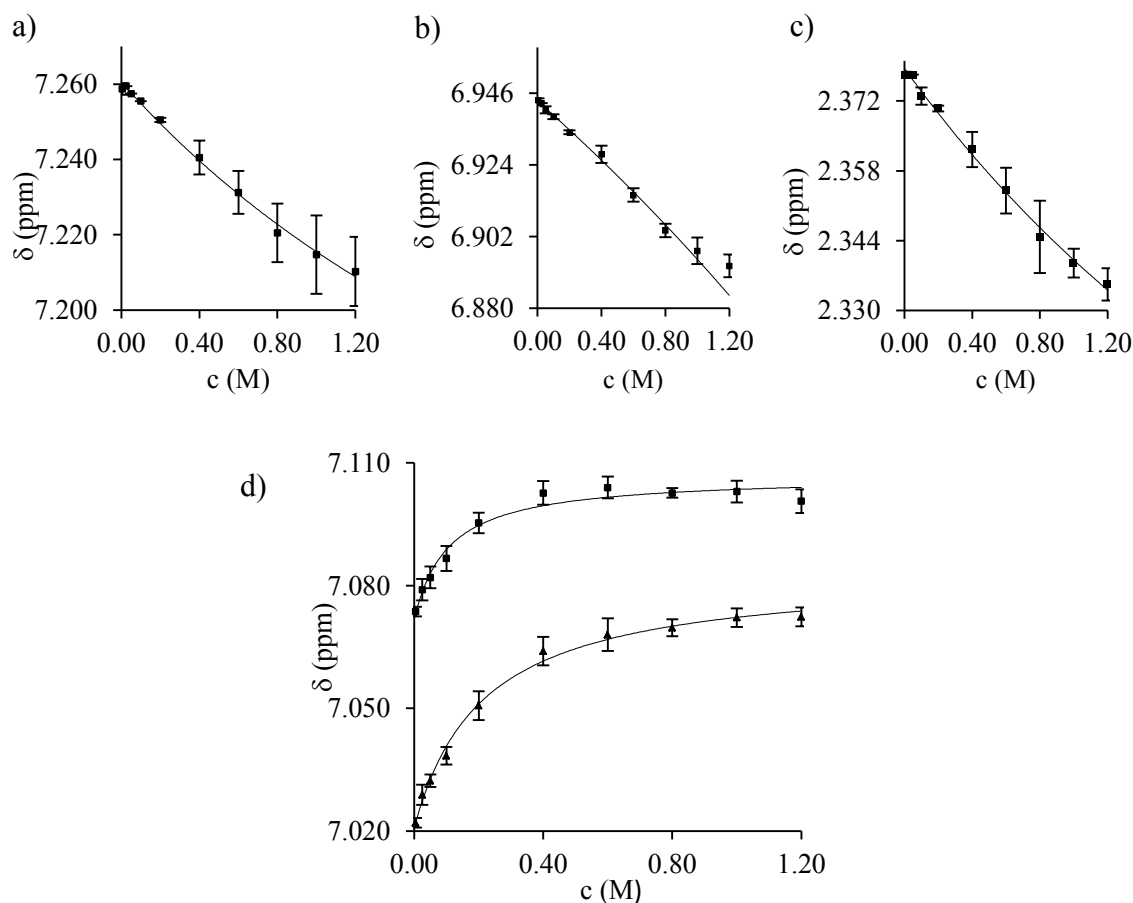 a)
δ (ppm)
7.260
7.240
7.220
7.200
0.00 0.40 0.80 1.20
c (M)
b)
δ (ppm)
6.946
6.924
6.902
6.880
0.00 0.40 0.80 1.20
c (M)
c)
δ (ppm)
2.372
2.358
2.344
2.330
0.00 0.40 0.80 1.20
c (M)
d)
δ (ppm)
7.110
7.080
7.050
7.020
0.00 0.40 0.80 1.20
c (M)